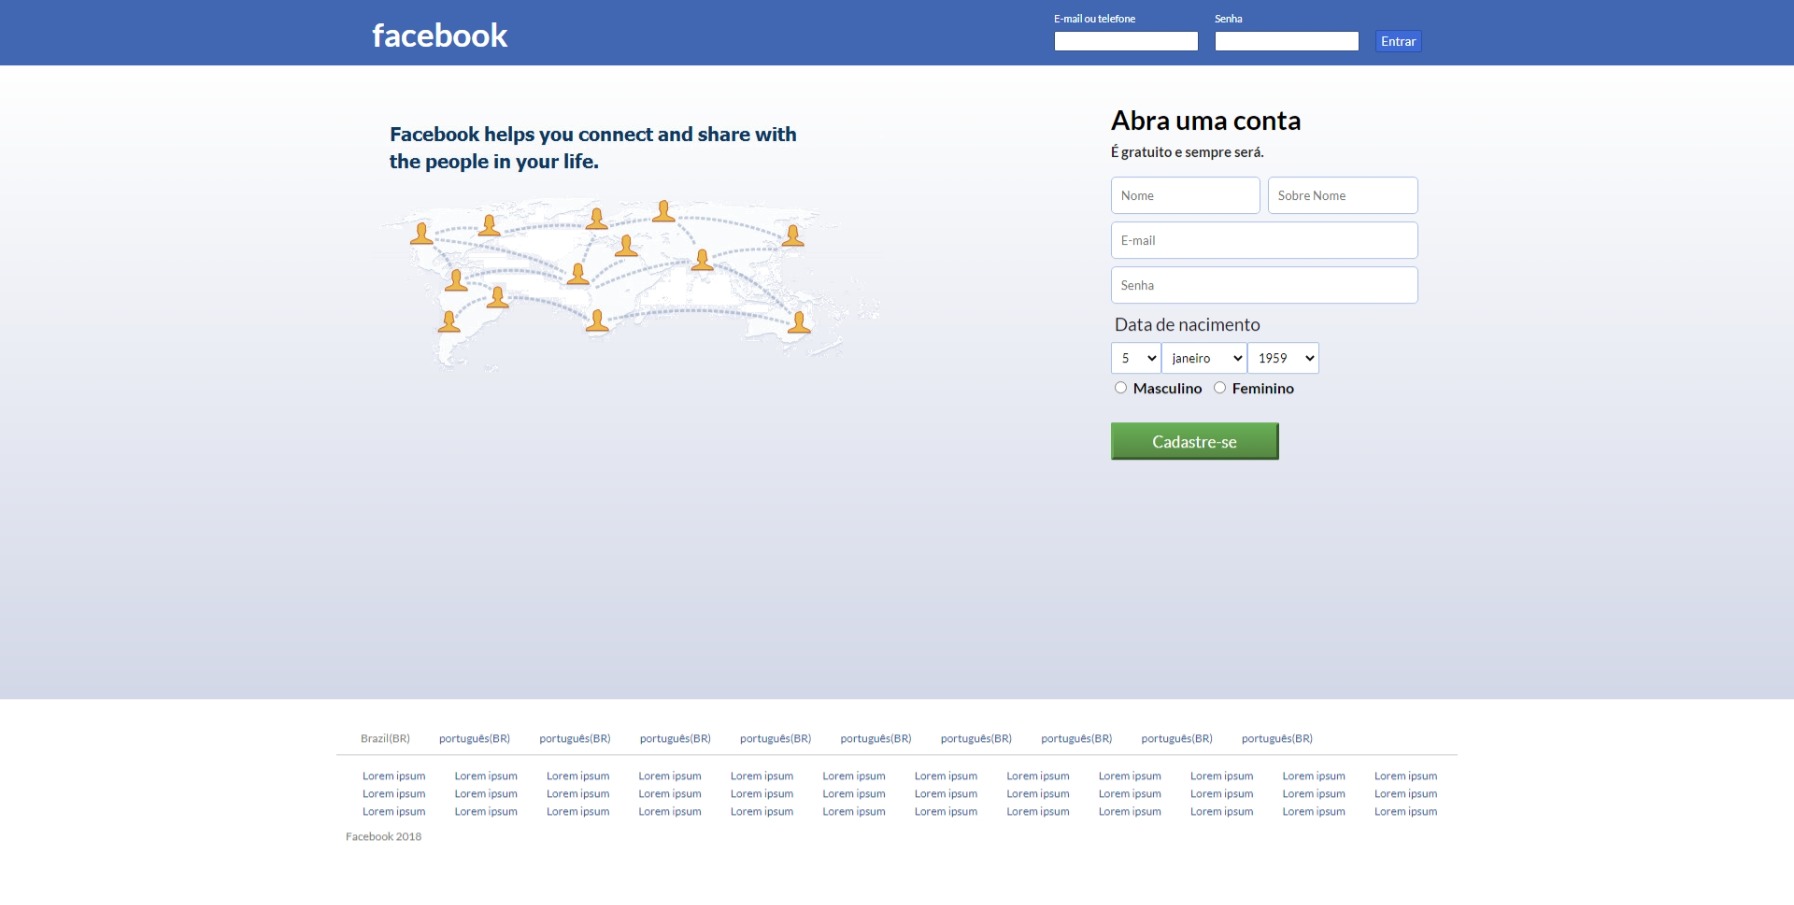 facebook
E-mail ou telefone
Senha
Entrar
Facebook helps you connect and share with
the people in your life.
Abra uma conta
É gratuito e sempre será.
Nome
Sobre Nome
E-mail
Senha
Data de nacimento
5 janeiro 1959
Masculino Feminino
Cadastre-se
Brazil(BR) português(BR) português(BR) português(BR) português(BR) português(BR) português(BR) português(BR) português(BR) português(BR)
Lorem ipsum Lorem ipsum Lorem ipsum Lorem ipsum Lorem ipsum Lorem ipsum Lorem ipsum Lorem ipsum Lorem ipsum Lorem ipsum Lorem ipsum Lorem ipsum
Lorem ipsum Lorem ipsum Lorem ipsum Lorem ipsum Lorem ipsum Lorem ipsum Lorem ipsum Lorem ipsum Lorem ipsum Lorem ipsum Lorem ipsum Lorem ipsum
Lorem ipsum Lorem ipsum Lorem ipsum Lorem ipsum Lorem ipsum Lorem ipsum Lorem ipsum Lorem ipsum Lorem ipsum Lorem ipsum Lorem ipsum Lorem ipsum
Facebook 2018